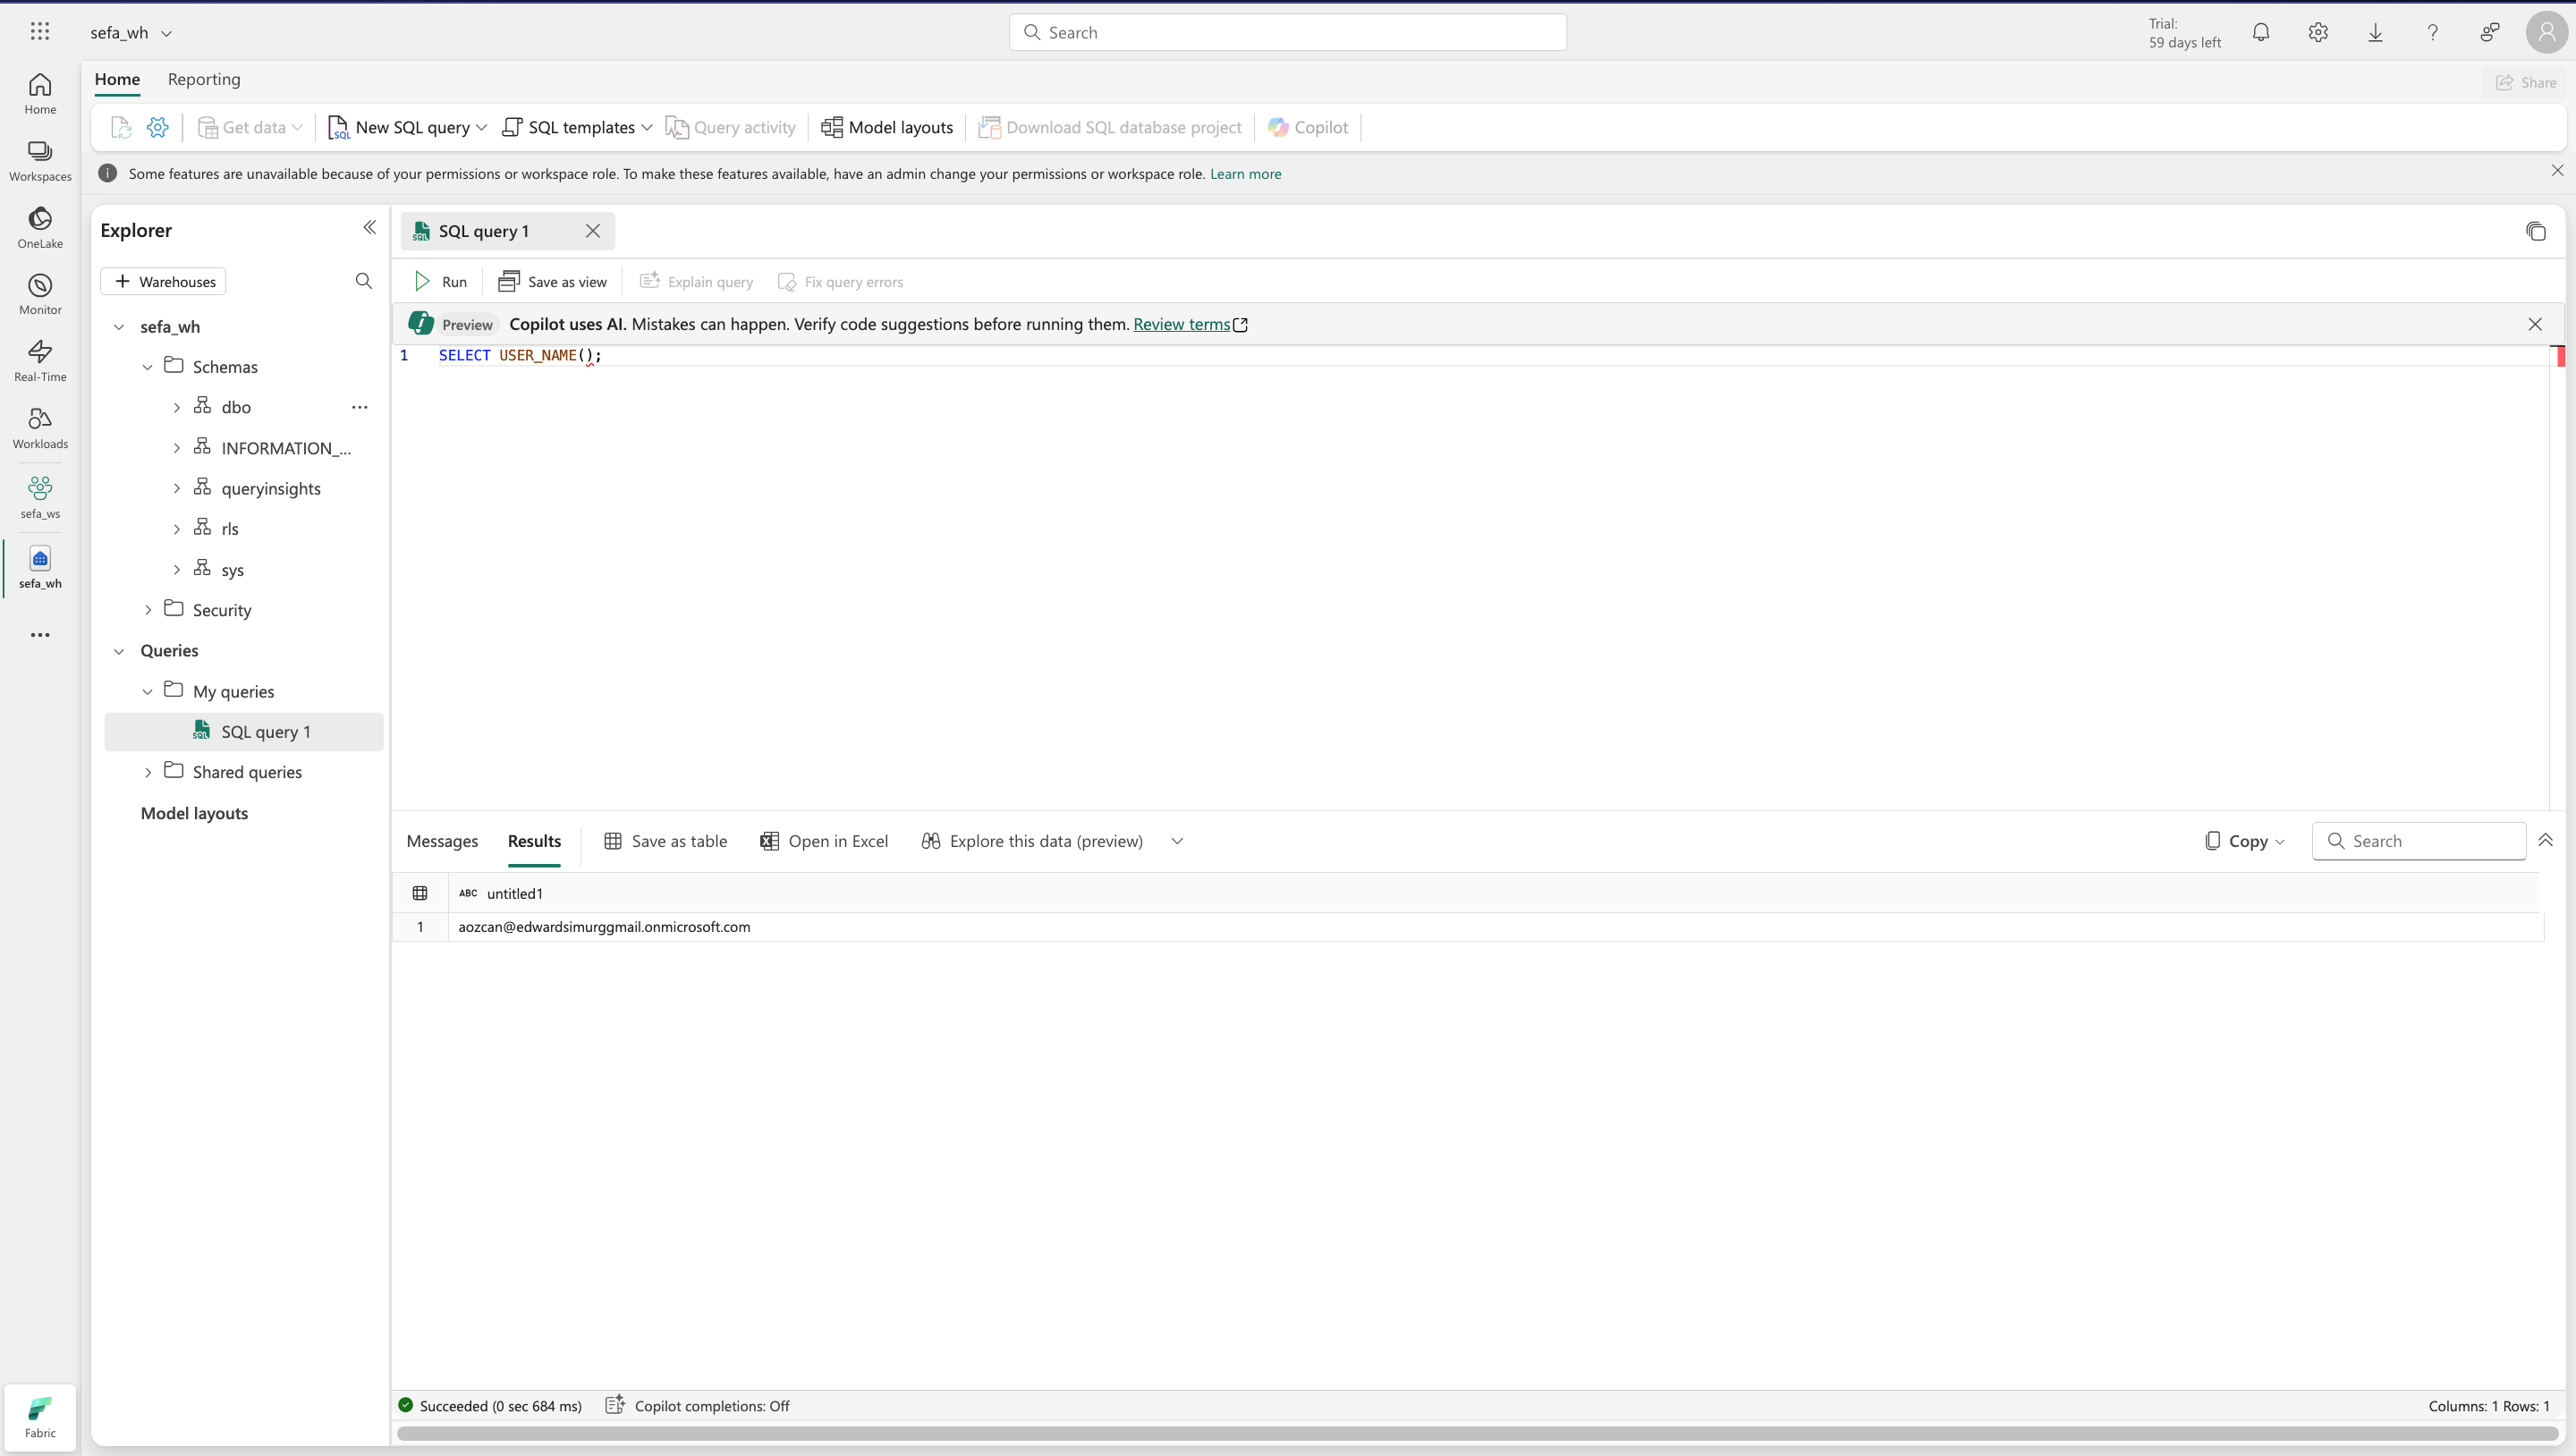 sefa_wh
Search
Trial:
59 days left
Home
Reporting
Share
Get data
New SQL query
SQL templates
Query activity
Model layouts
Download SQL database project
Copilot
Some features are unavailable because of your permissions or workspace role. To make these features available, have an admin change your permissions or workspace role. Learn more
Home
Workspaces
OneLake
Monitor
Real-Time
Workloads
sefa_ws
sefa_wh
Fabric
Explorer
Warehouses
sefa_wh
Schemas
dbo
INFORMATION_...
queryinsights
rls
sys
Security
Queries
My queries
SQL query 1
Shared queries
Model layouts
SQL query 1
Run
Save as view
Explain query
Fix query errors
Preview Copilot uses AI. Mistakes can happen. Verify code suggestions before running them. Review terms
1 SELECT USER_NAME();
Messages
Results
Save as table
Open in Excel
Explore this data (preview)
Copy
Search
ABC untitled1
1 aozcan@edwardsimurggmail.onmicrosoft.com
Succeeded (0 sec 684 ms)
Copilot completions: Off
Columns: 1 Rows: 1